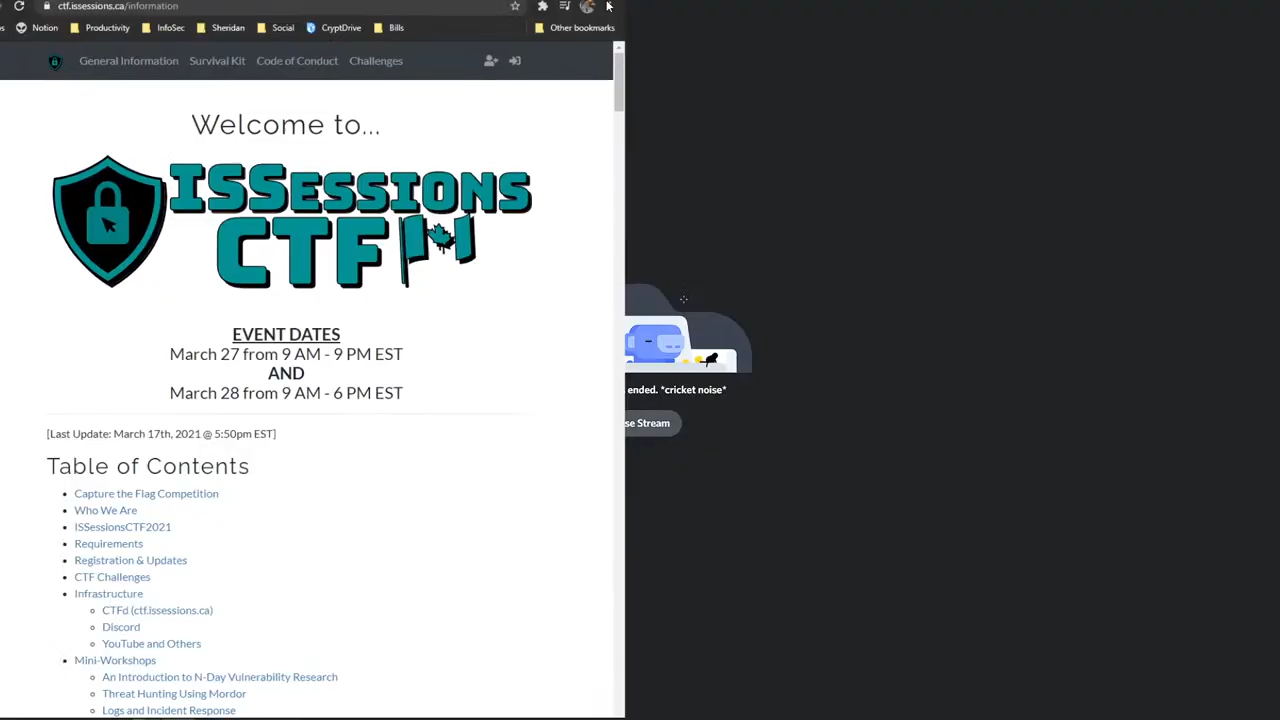 ctf.issessions.ca/information
Notion Productivity InfoSec Sheridan Social CryptDrive Bills Other bookmarks
General Information Survival Kit Code of Conduct Challenges
Welcome to...
ISSESSIONS
CTF
EVENT DATES
March 27 from 9 AM - 9 PM EST
AND
March 28 from 9 AM - 6 PM EST
ended. *cricket noise*
se Stream
[Last Update: March 17th, 2021 @ 5:50pm EST]
Table of Contents
Capture the Flag Competition
Who We Are
ISSessionsCTF2021
Requirements
Registration & Updates
CTF Challenges
Infrastructure
CTFd (ctf.issessions.ca)
Discord
YouTube and Others
Mini-Workshops
An Introduction to N-Day Vulnerability Research
Threat Hunting Using Mordor
Logs and Incident Response